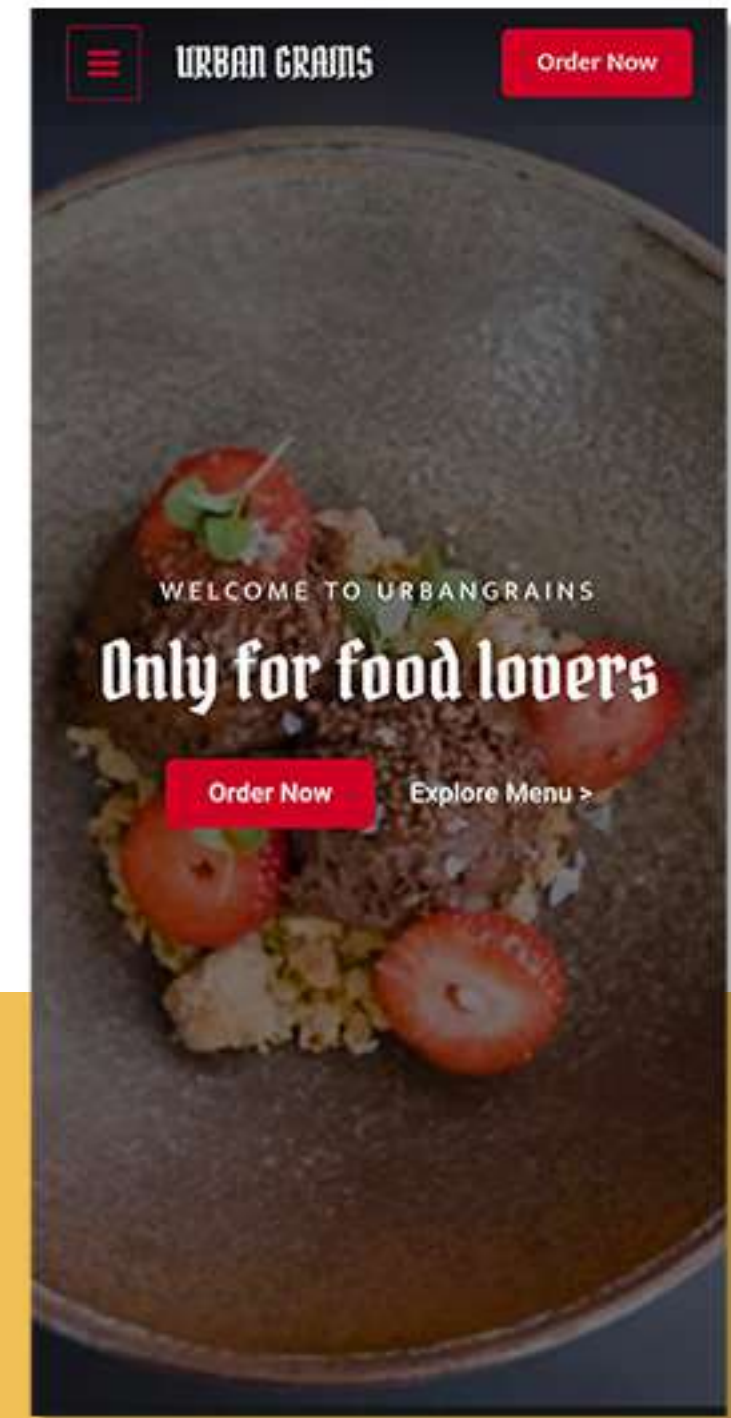 URBAN GRAINS
Order Now
WELCOME TO URBANGRAINS
Only for food lovers
Order Now
Explore Menu >